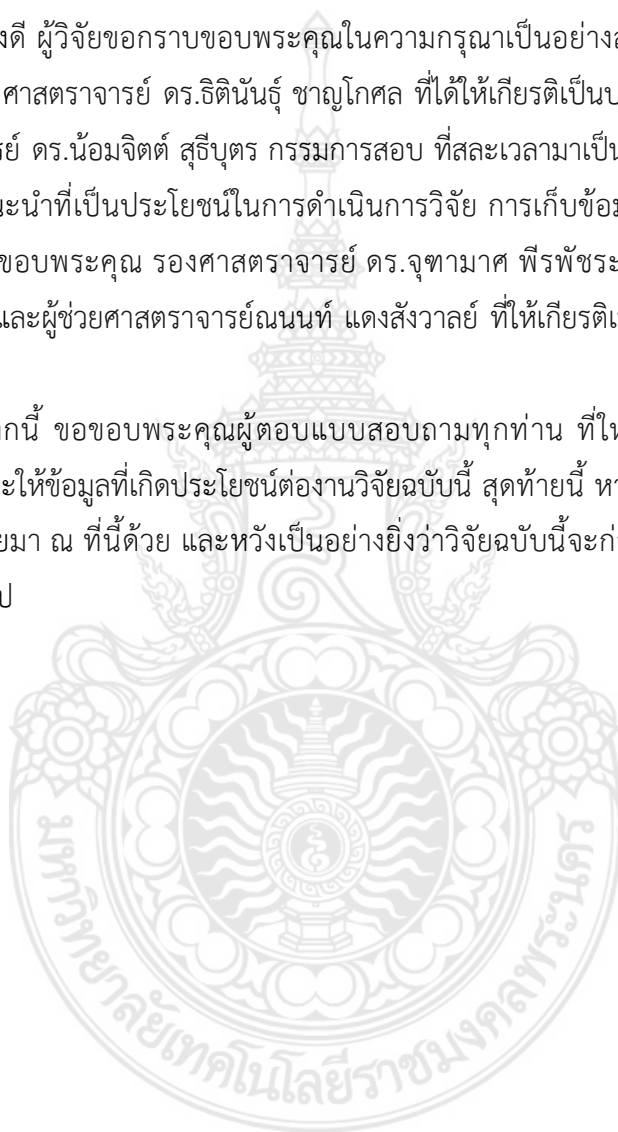 งดี ผู้วิจัยขอกราบขอบพระคุณในความกรุณาเป็นอย่าง
ศาสตราจารย์ ดร.ธิตินันธุ์ ชาญโกศล ที่ได้ให้เกียรติเป็น
ย์ ดร.น้อมจิตต์ สุธีบุตร กรรมการสอบ ที่สละเวลามาเป็น
นะนำที่เป็นประโยชน์ในการดำเนินการวิจัย การเก็บข้อม
ขอบพระคุณ รองศาสตราจารย์ ดร.จุฑามาศ พีรพัชระ
และผู้ช่วยศาสตราจารย์ณนนท์ แดงสังวาลย์ ที่ให้เกียรติ
กนี้ ขอขอบพระคุณผู้ตอบแบบสอบถามทุกท่าน ที่ให
ะให้ข้อมูลที่เกิดประโยชน์ต่องานวิจัยฉบับนี้ สุดท้ายนี้ ห
ยมา ณ ที่นี้ด้วย และหวังเป็นอย่างยิ่งว่าวิจัยฉบับนี้จะก่
ป
มหาวิทยาลัยเทคโนโลยีราชมงคลพระนคร